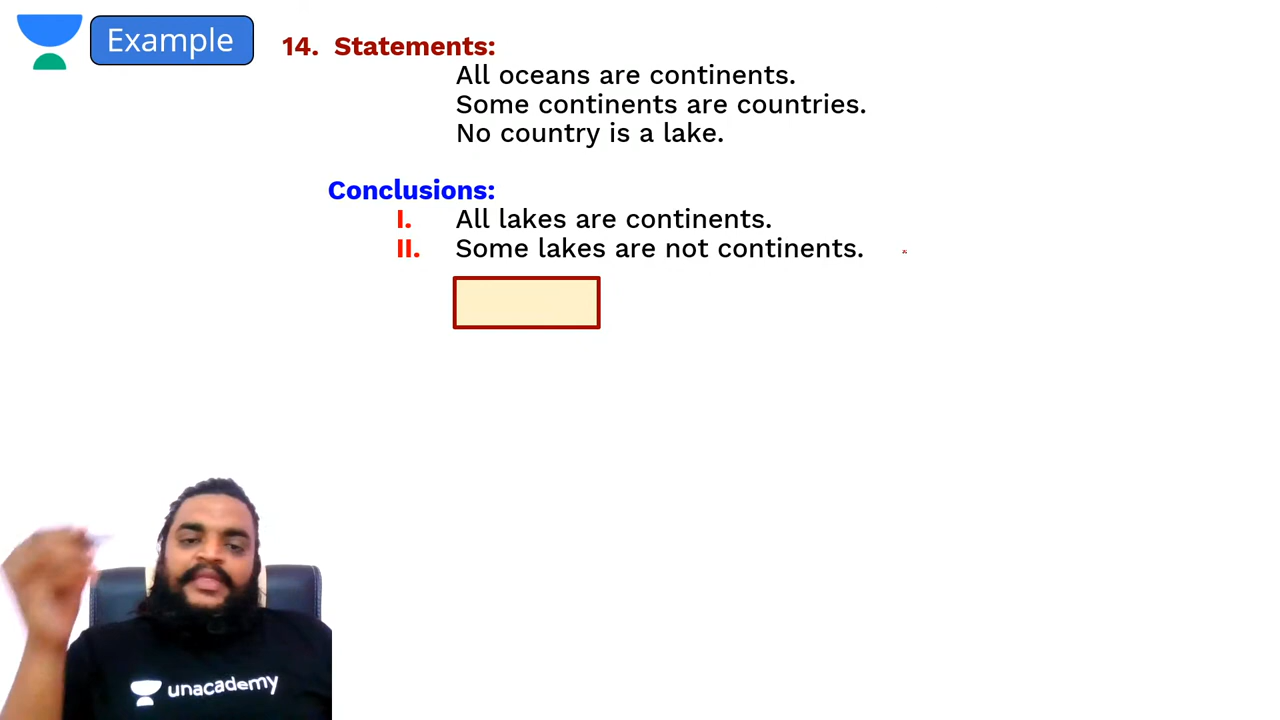 Example
14. Statements:
All oceans are continents.
Some continents are countries.
No country is a lake.
Conclusions:
I. All lakes are continents.
II. Some lakes are not continents.
unacademy